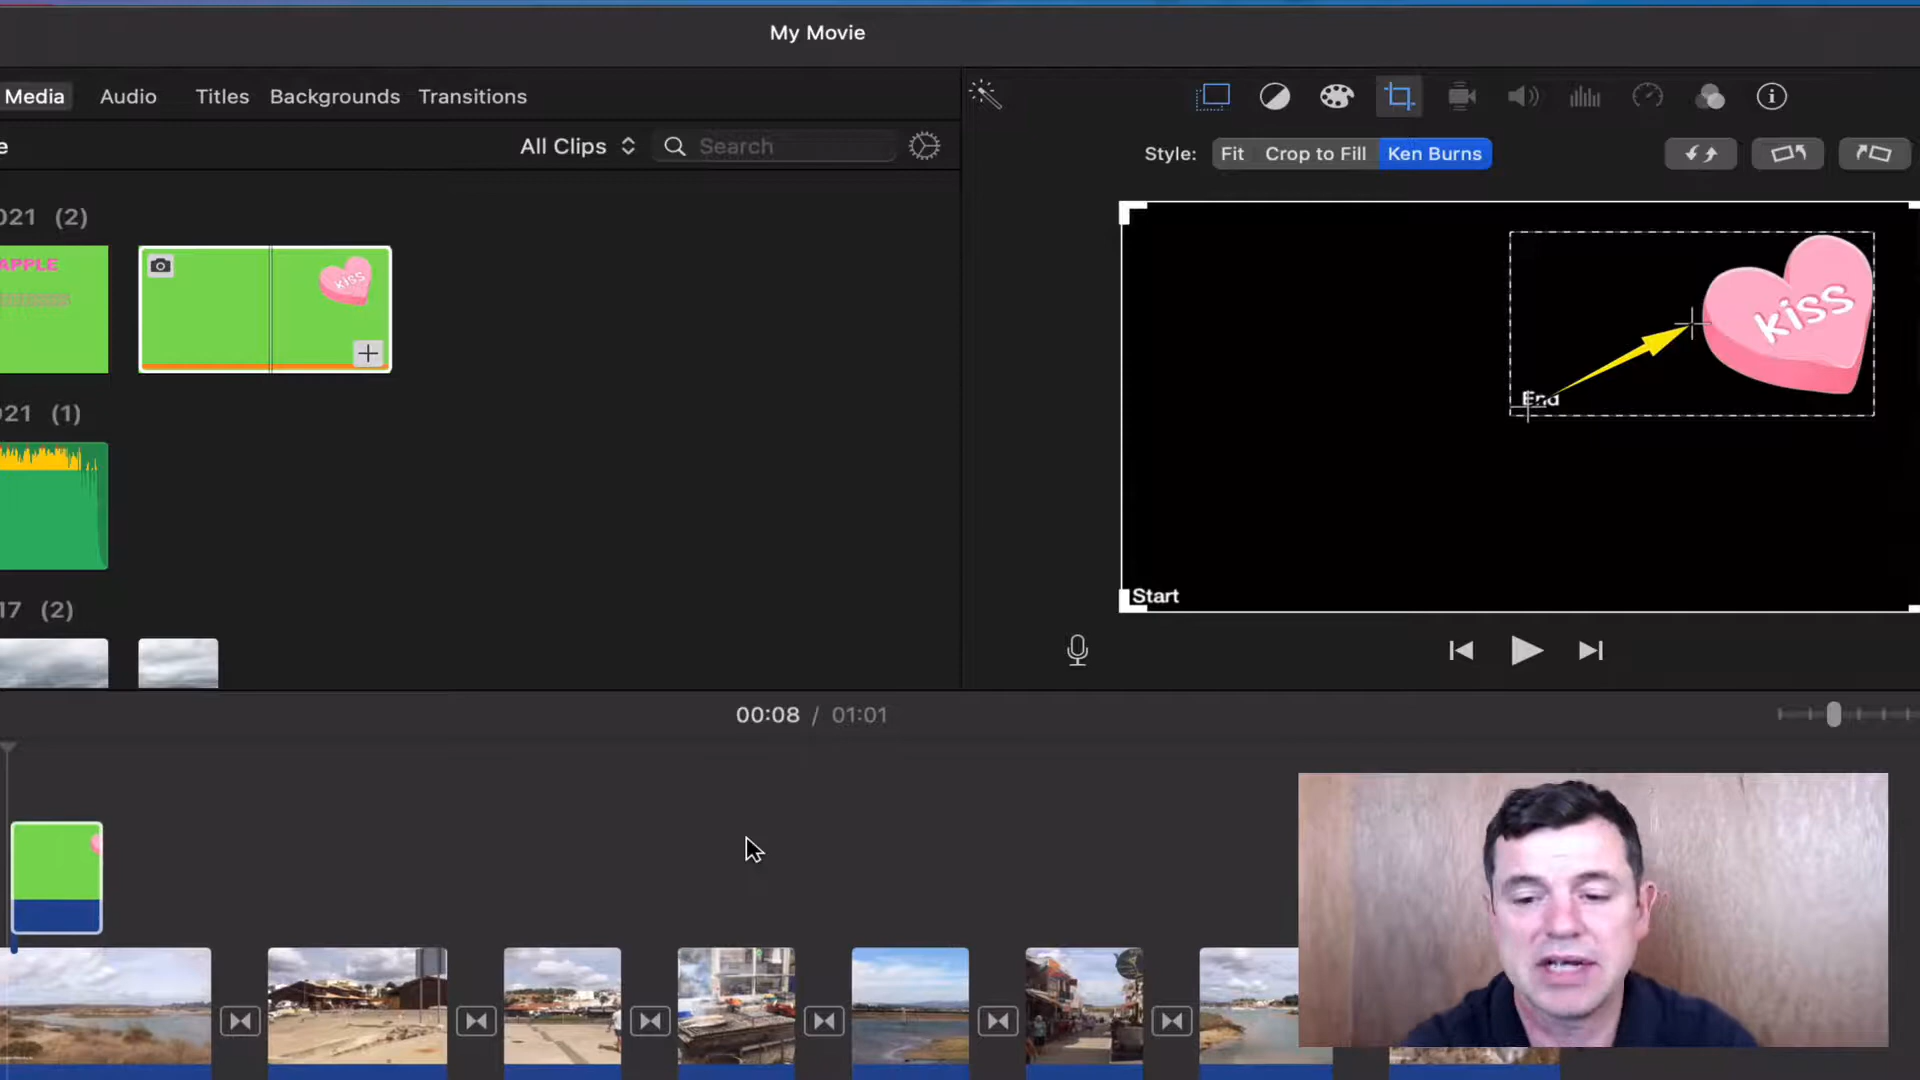 My Movie
Media Audio Titles Backgrounds Transitions
e All Clips Search
Style: Fit Crop to Fill Ken Burns
021 (2)
APPLE
kiss
kiss
End
021 (1)
Start
17 (2)
00:08 / 01:01